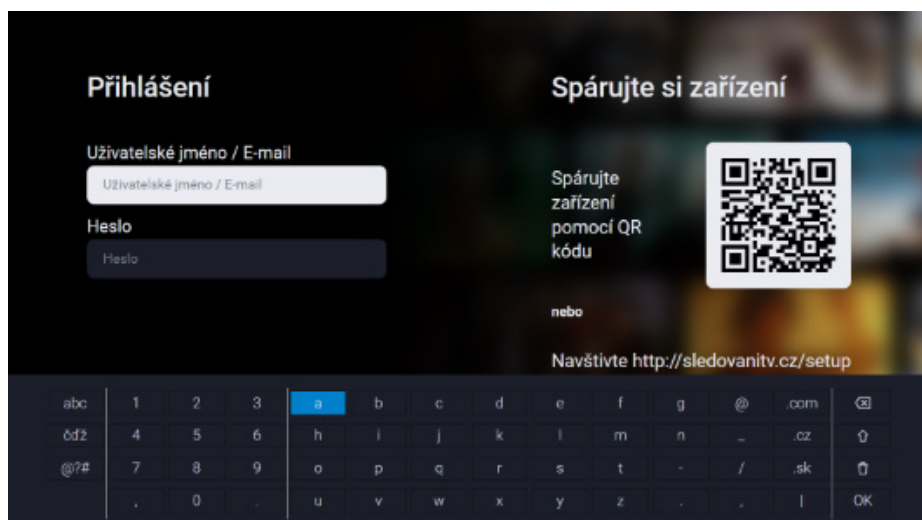 Přihlášení
Uživatelské jméno / E-mail
Uživatelské jméno / E-mail
Heslo
Heslo
Spárujte si zařízení
Spárujte
zařízení
pomocí QR
kódu
nebo
Navštivte http://sledovanitv.cz/setup
abc 1 2 3 a b c d e f g @ .com
čdž 4 5 6 h i j k l m n _ .cz
@?# 7 8 9 o p q r s t - / .sk
, 0 . u v w x y z . , | OK